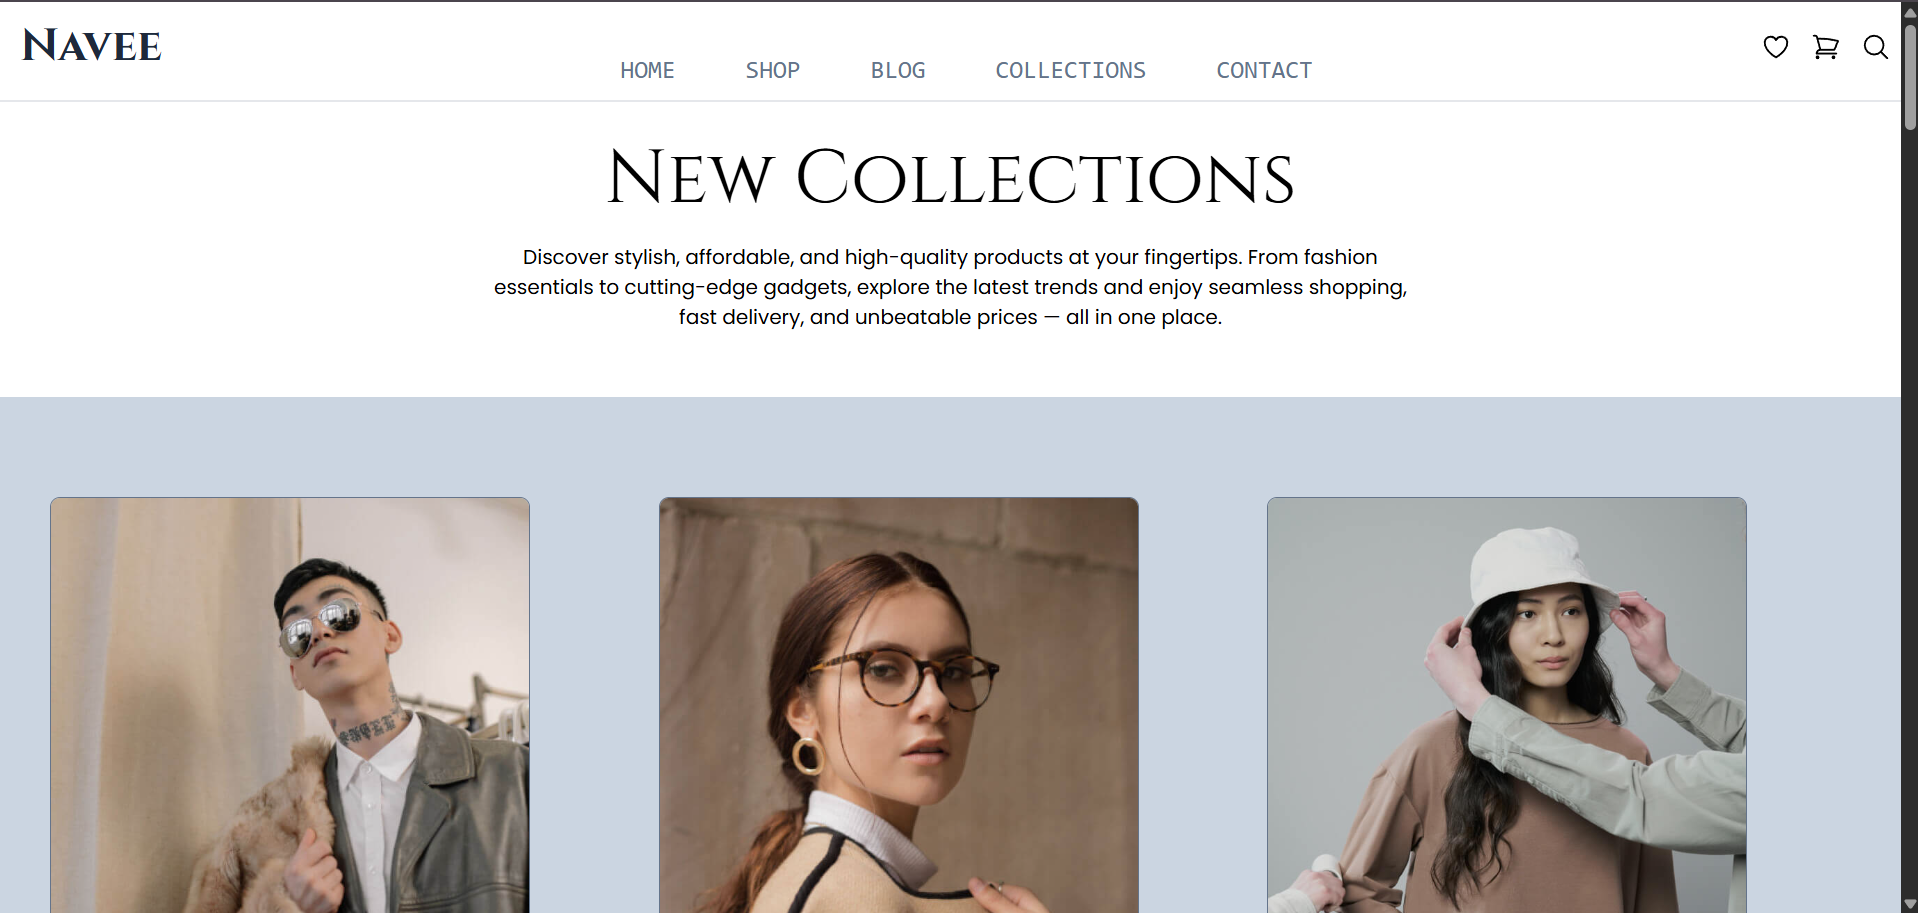 NAVEE
HOME SHOP BLOG COLLECTIONS CONTACT
NEW COLLECTIONS
Discover stylish, affordable, and high-quality products at your fingertips. From fashion
essentials to cutting-edge gadgets, explore the latest trends and enjoy seamless shopping,
fast delivery, and unbeatable prices — all in one place.